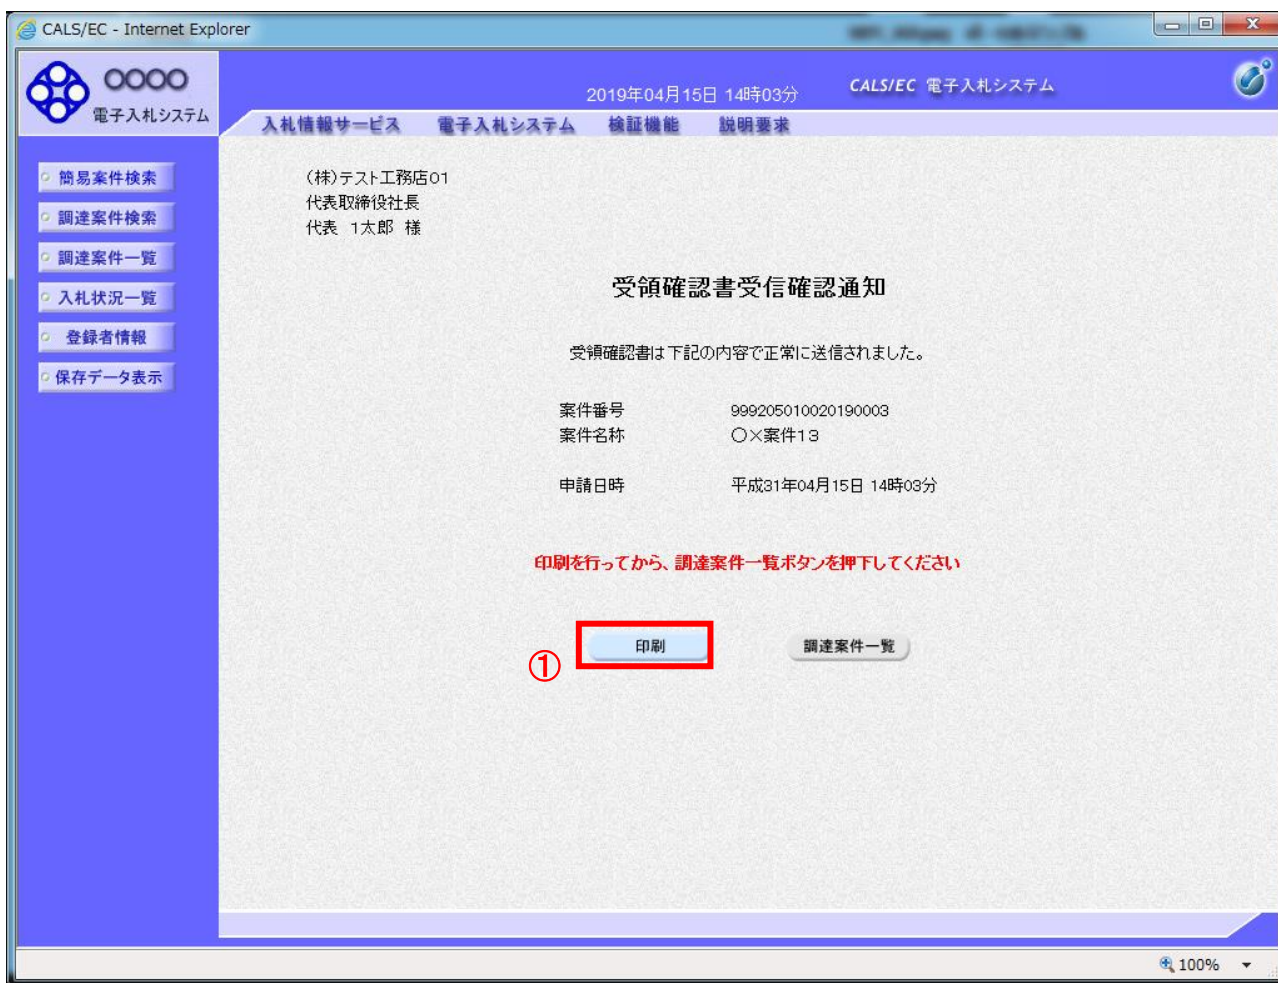 CALS/EC - Internet Explorer
○○○○
電子入札システム
2019年04月15日 14時03分
CALS/EC 電子入札システム
入札情報サービス 電子入札システム 検証機能 説明要求
簡易案件検索
調達案件検索
調達案件一覧
入札状況一覧
登録者情報
保存データ表示
(株)テスト工務店01
代表取締役社長
代表 1太郎 様
受領確認書受信確認通知
受領確認書は下記の内容で正常に送信されました。
案件番号 999205010020190003
案件名称 ○×案件13
申請日時 平成31年04月15日 14時03分
印刷を行ってから、調達案件一覧ボタンを押下してください
① 印刷 調達案件一覧
100%